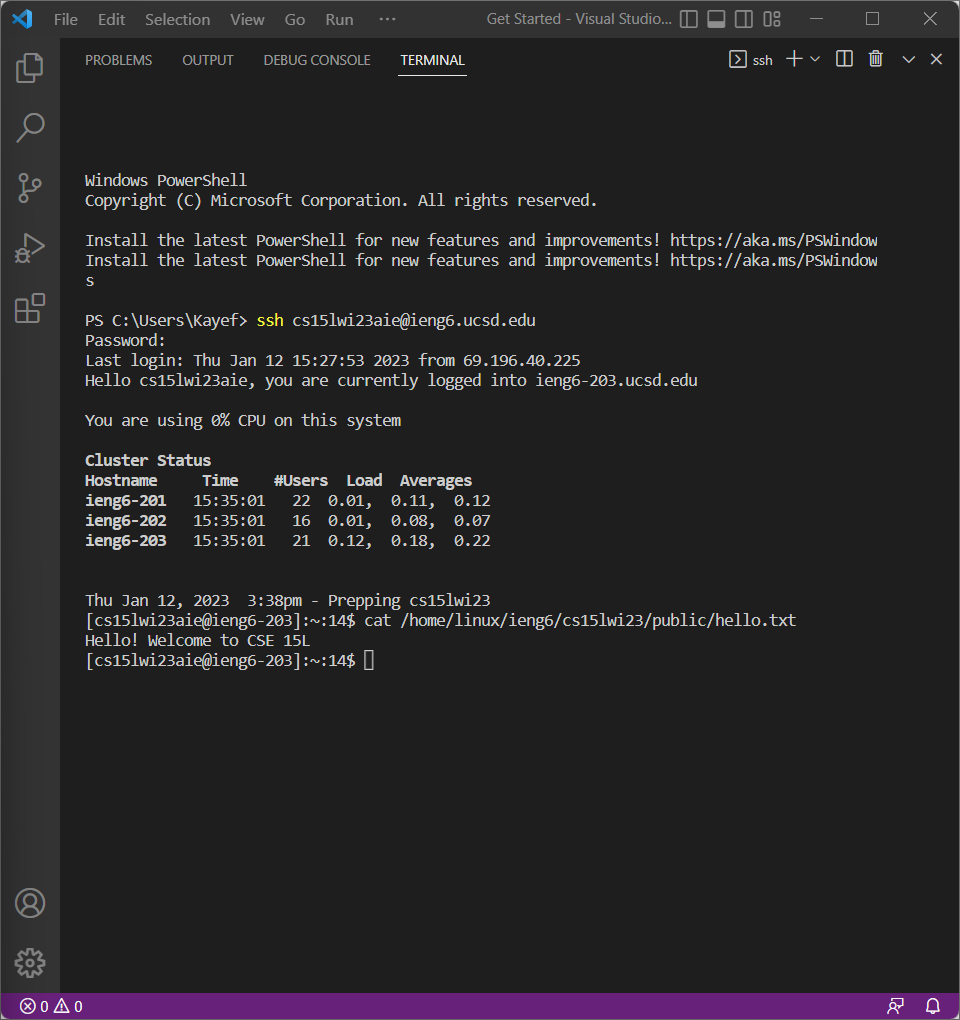 File Edit Selection View Go Run ··· Get Started - Visual Studio...
PROBLEMS OUTPUT DEBUG CONSOLE TERMINAL ssh
Windows PowerShell
Copyright (C) Microsoft Corporation. All rights reserved.
Install the latest PowerShell for new features and improvements! https://aka.ms/PSWindow
Install the latest PowerShell for new features and improvements! https://aka.ms/PSWindow
s
PS C:\Users\Kayef> ssh cs15lwi23aie@ieng6.ucsd.edu
Password:
Last login: Thu Jan 12 15:27:53 2023 from 69.196.40.225
Hello cs15lwi23aie, you are currently logged into ieng6-203.ucsd.edu
You are using 0% CPU on this system
Cluster Status
Hostname     Time    #Users  Load  Averages
ieng6-201   15:35:01   22  0.01,  0.11,  0.12
ieng6-202   15:35:01   16  0.01,  0.08,  0.07
ieng6-203   15:35:01   21  0.12,  0.18,  0.22
Thu Jan 12, 2023  3:38pm - Prepping cs15lwi23
[cs15lwi23aie@ieng6-203]:~:14$ cat /home/linux/ieng6/cs15lwi23/public/hello.txt
Hello! Welcome to CSE 15L
[cs15lwi23aie@ieng6-203]:~:14$
0 0